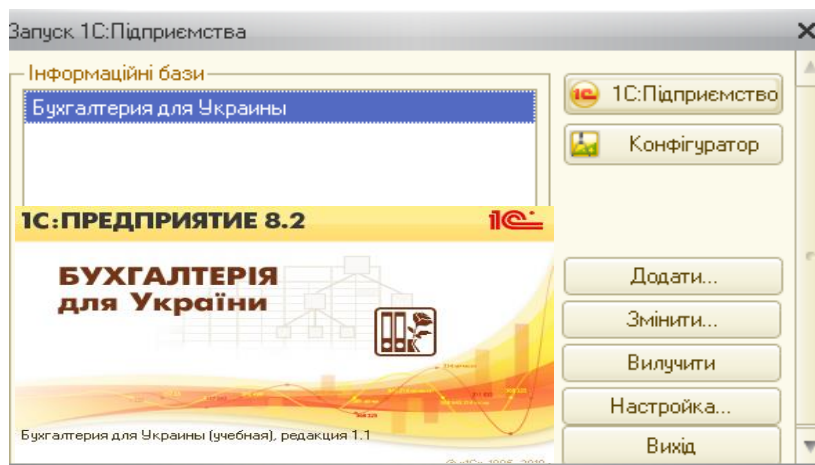 Запуск 1С:Підприємства
Інформаційні бази
Бухгалтерия для Украины
1С:Підприємство
Конфігуратор
1С:ПРЕДПРИЯТИЕ 8.2
1С
БУХГАЛТЕРІЯ
для України
Бухгалтерия для Украины (учебная), редакция 1.1
Додати...
Змінити...
Вилучити
Настройка...
Вихід